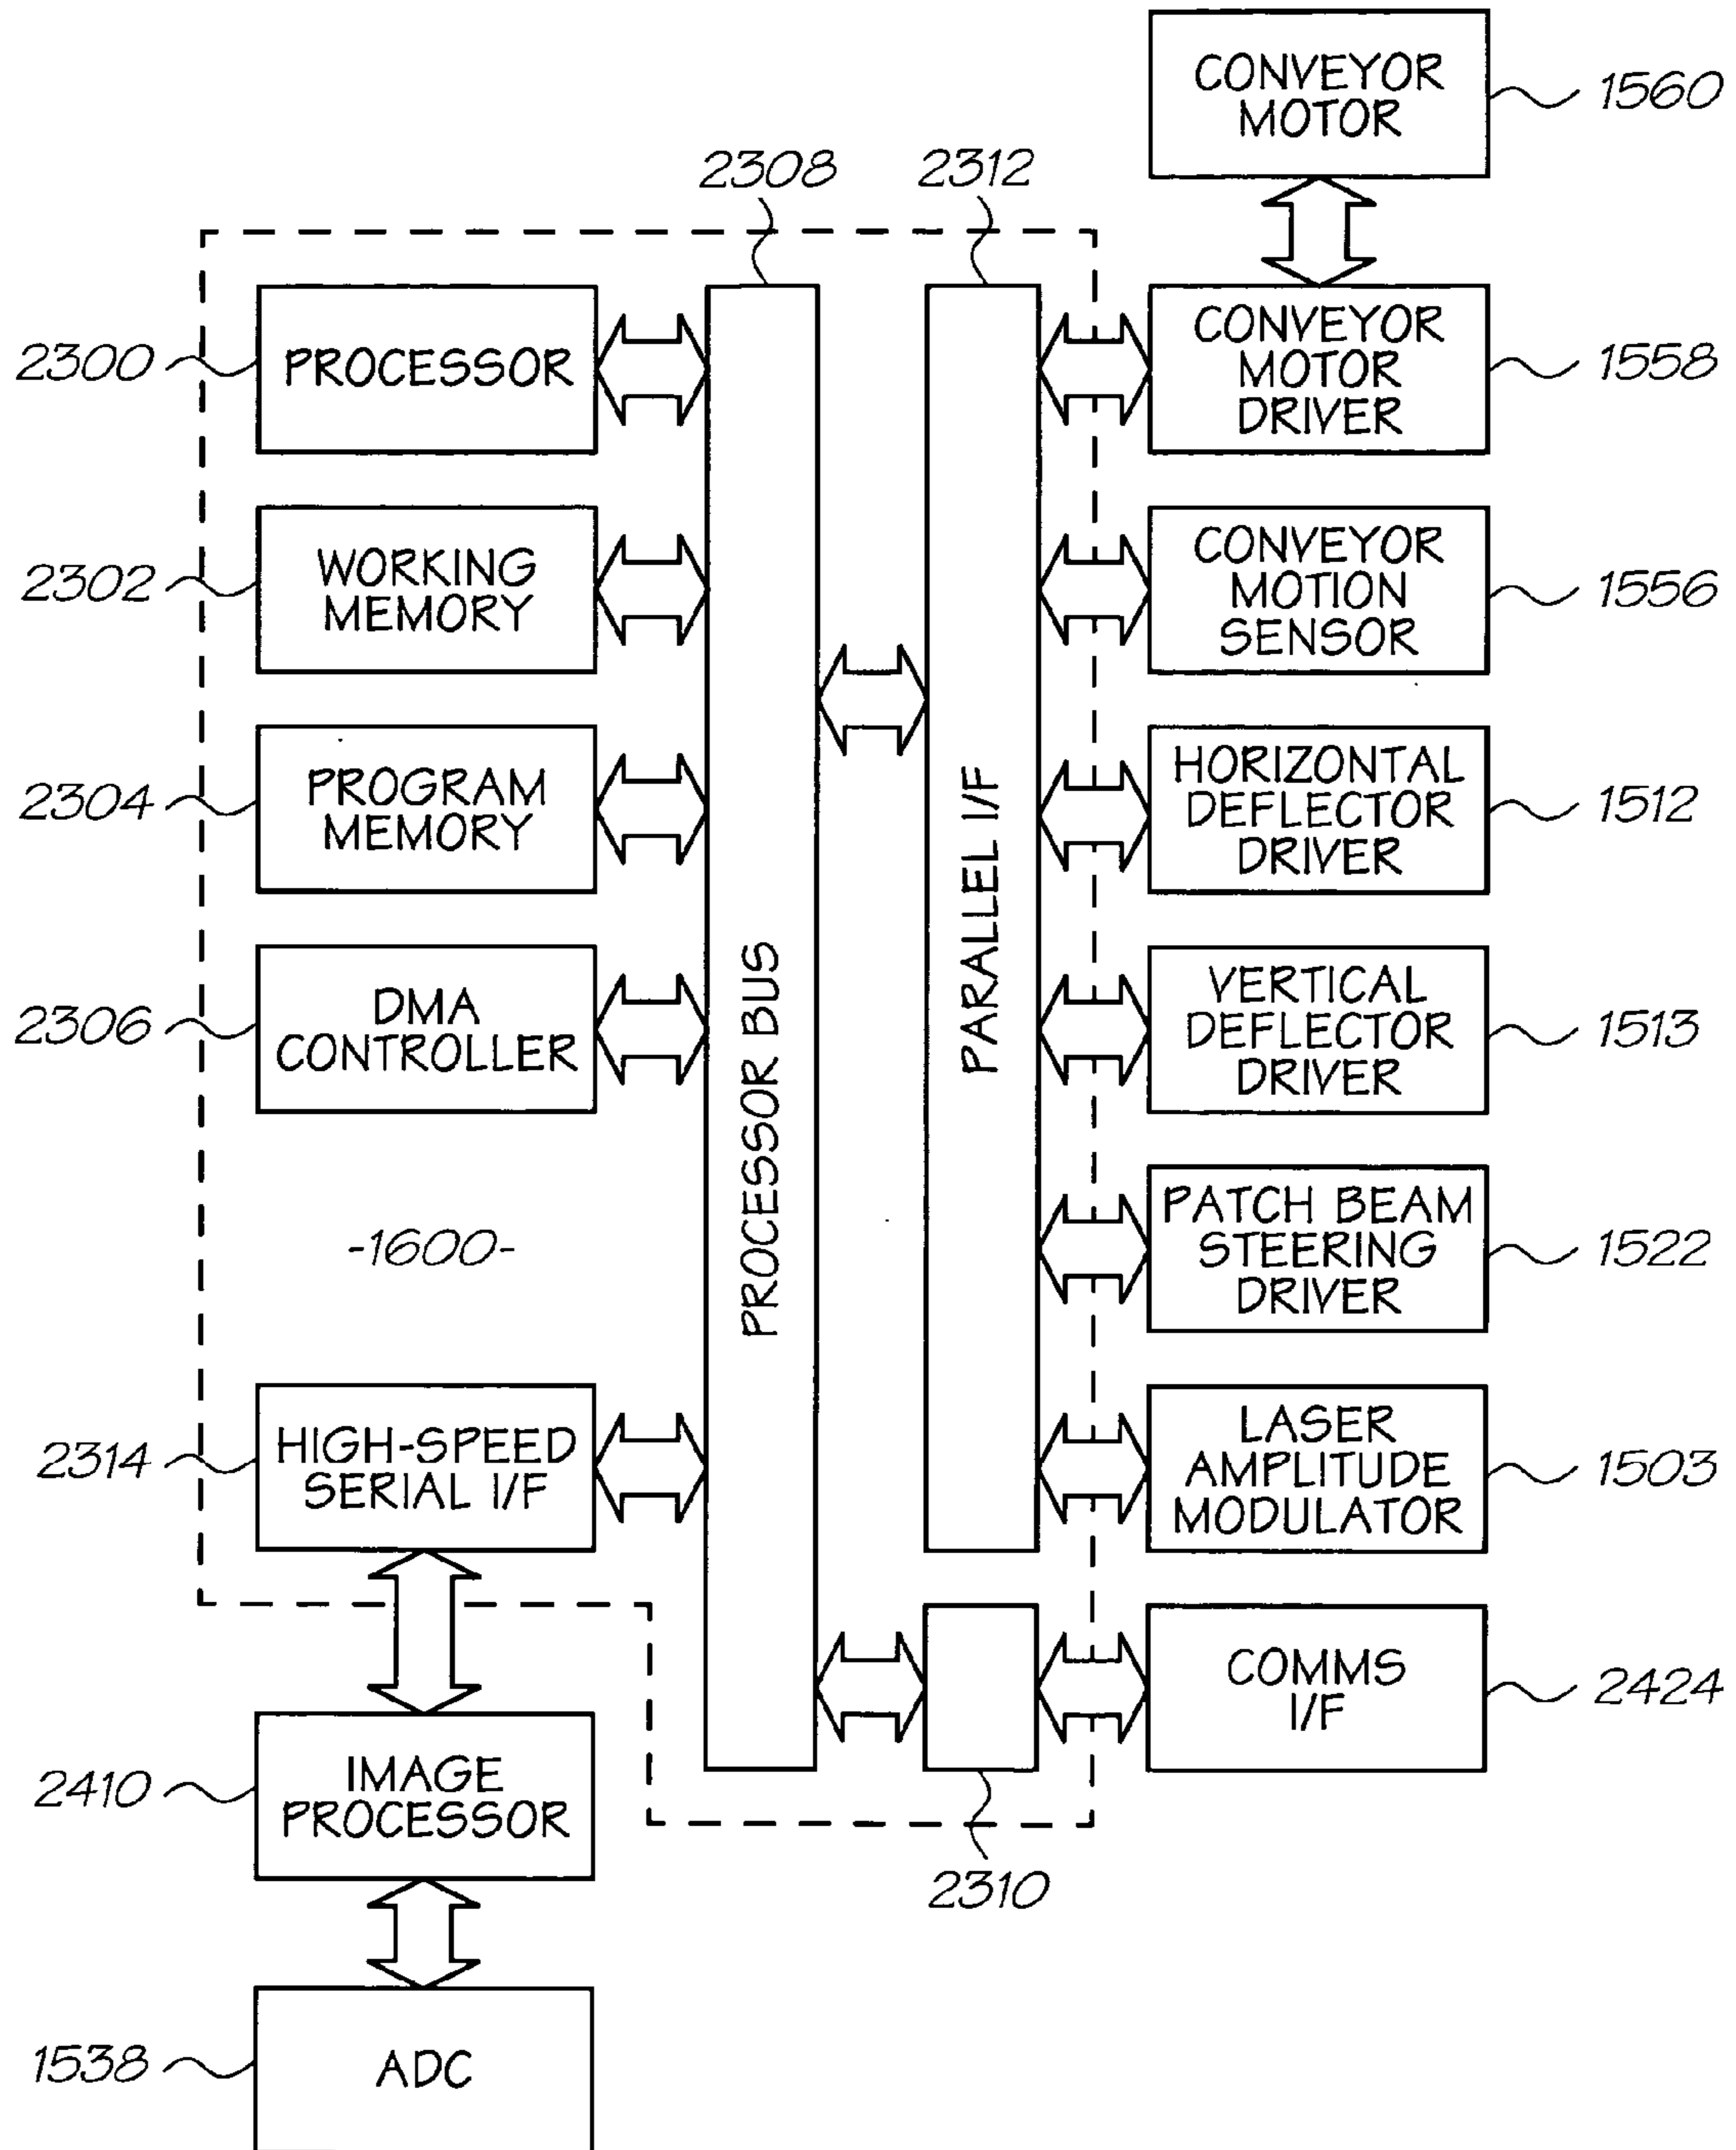 CONVEYOR
MOTOR
1560
2308
2312
2300
PROCESSOR
CONVEYOR
MOTOR
DRIVER
1558
2302
WORKING
MEMORY
CONVEYOR
MOTION
SENSOR
1556
2304
PROGRAM
MEMORY
HORIZONTAL
DEFLECTOR
DRIVER
1512
PROCESSOR BUS
PARALLEL I/F
2306
DMA
CONTROLLER
VERTICAL
DEFLECTOR
DRIVER
1513
-1600-
PATCH BEAM
STEERING
DRIVER
1522
2314
HIGH-SPEED
SERIAL I/F
LASER
AMPLITUDE
MODULATOR
1503
COMMS
I/F
2424
2410
IMAGE
PROCESSOR
2310
1538
ADC